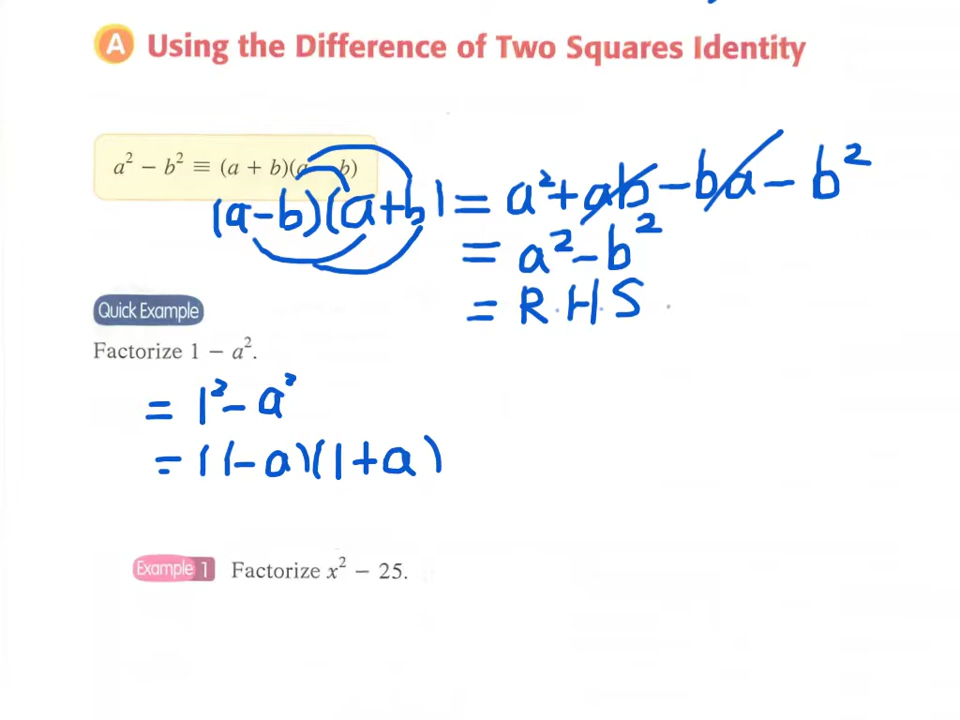 A Using the Difference of Two Squares Identity
a² − b² ≡ (a + b)(a − b)
(a−b)(a+b) = a² + ab − ba − b²
= a² − b²
= R.H.S
Quick Example
Factorize 1 − a².
= 1² − a²
= (1−a)(1+a)
Example 1 Factorize x² − 25.